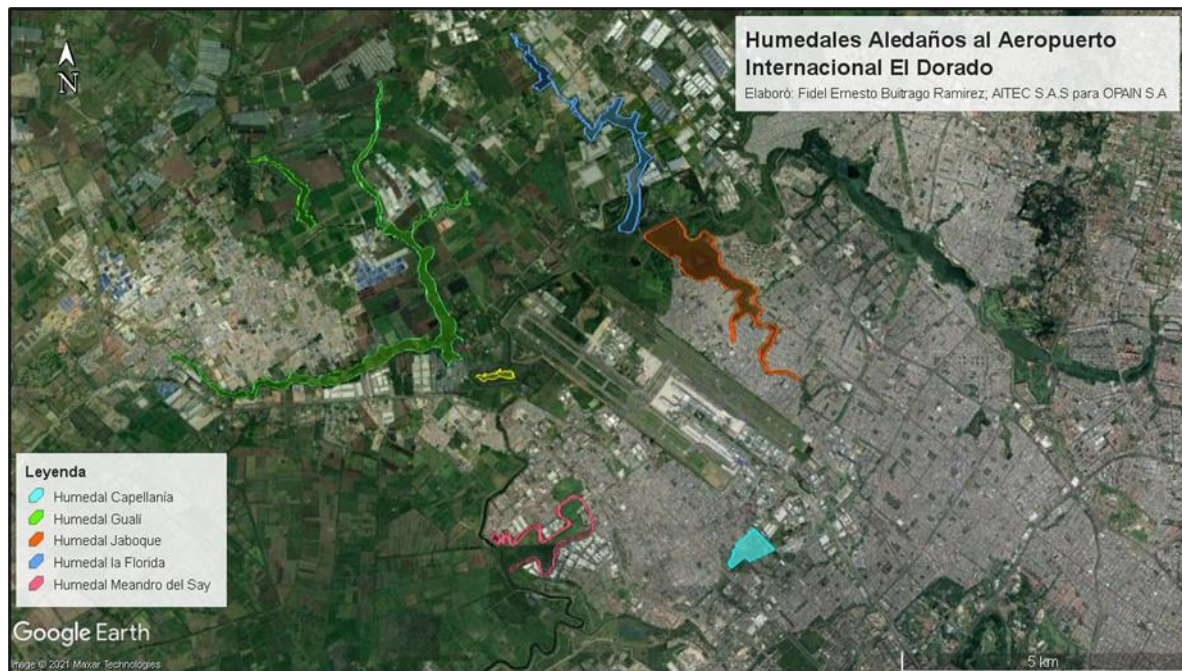 Humedales Aledaños al Aeropuerto
Internacional El Dorado
Elaboró: Fidel Ernesto Buitrago Ramirez; AITEC S.A.S para OPAIN S.A
N
Leyenda
Humedal Capellanía
Humedal Gualí
Humedal Jaboque
Humedal la Florida
Humedal Meandro del Say
Google Earth
Image © 2021 Maxar Technologies
5 km